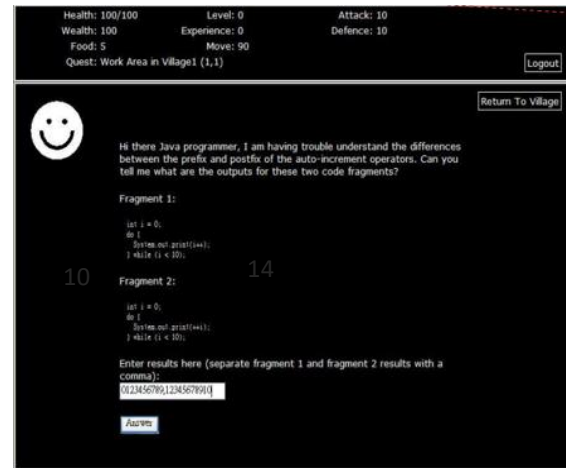 Health: 100/100 Level: 0 Attack: 10
Wealth: 100 Experience: 0 Defence: 10
Food: 5 Move: 90
Quest: Work Area in Village1 (1,1)
Logout
Return To Village
Hi there Java programmer, I am having trouble understand the differences
between the prefix and postfix of the auto-increment operators. Can you
tell me what are the outputs for these two code fragments?
Fragment 1:
int i = 0;
do {
System.out.print(i++);
} while (i < 10);
10
14
Fragment 2:
int i = 0;
do {
System.out.print(++i);
} while (i < 10);
Enter results here (separate fragment 1 and fragment 2 results with a
comma):
0123456789,12345678910
Answer